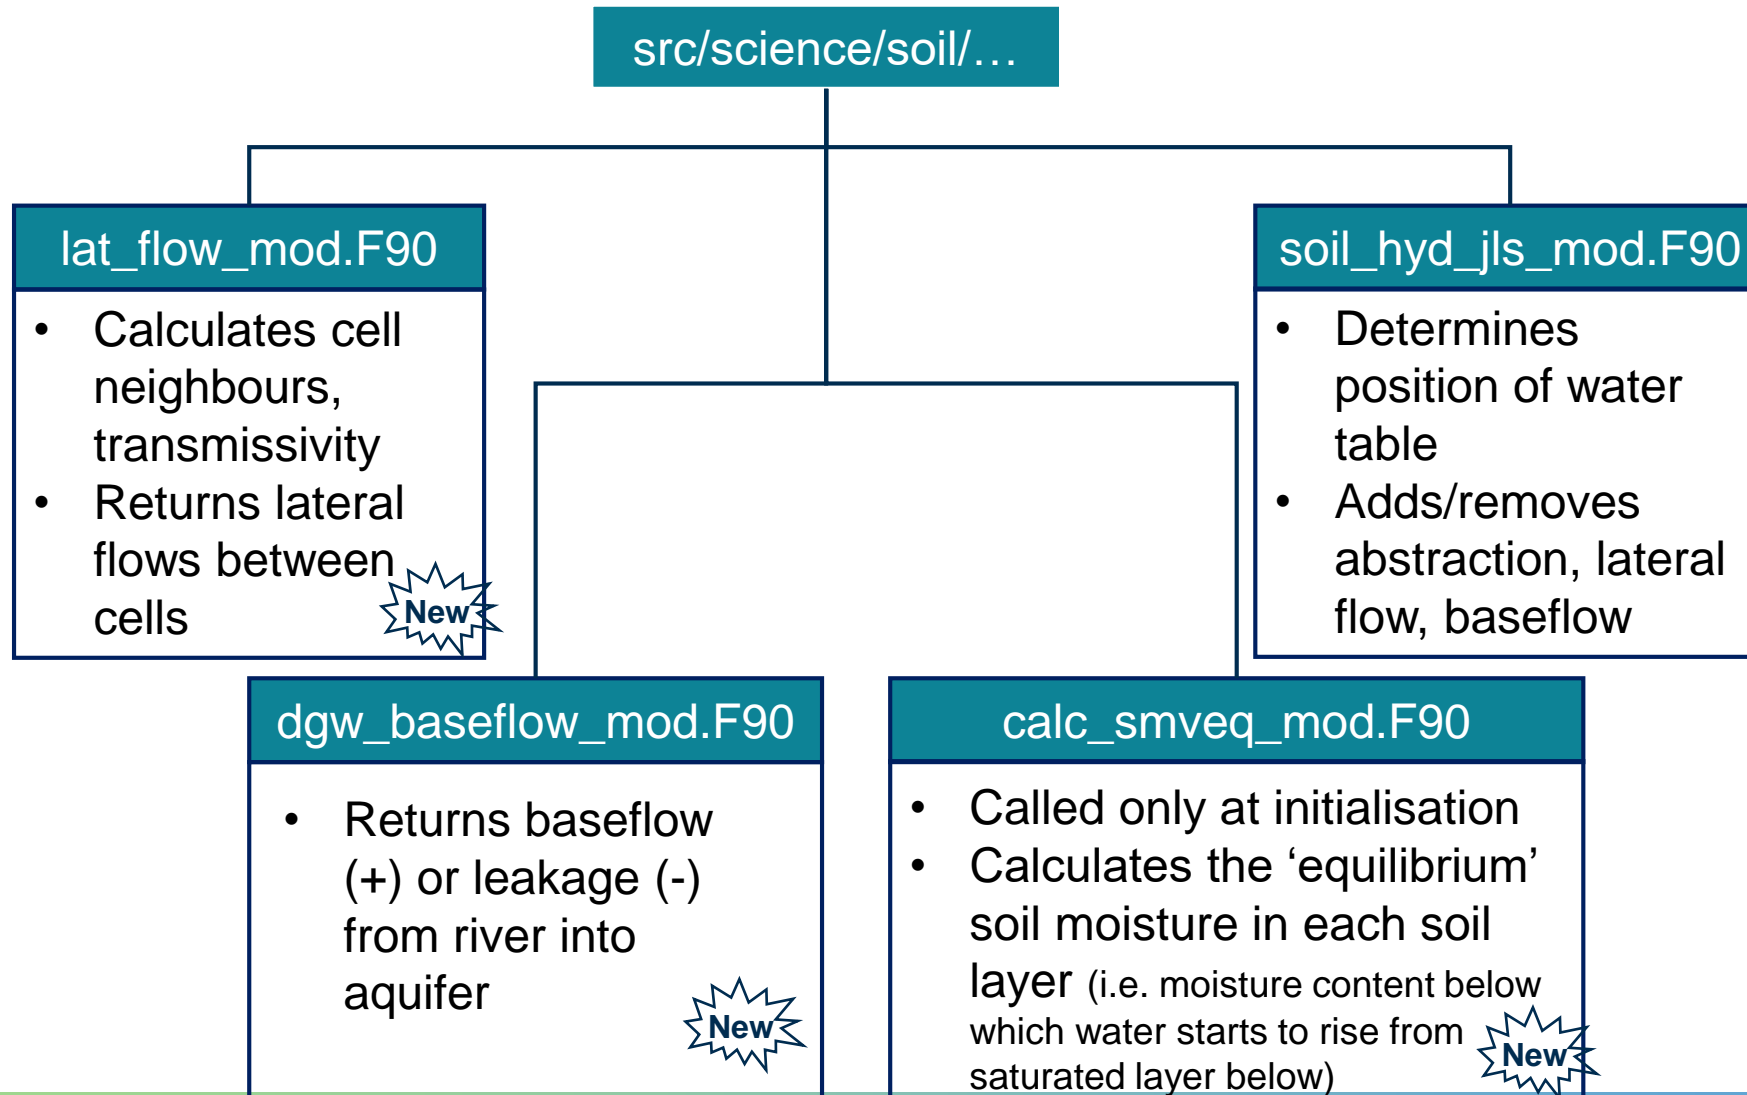 src/science/soil/…
lat_flow_mod.F90
• Calculates cell
neighbours,
transmissivity
• Returns lateral
flows between
cells
New
soil_hyd_jls_mod.F90
• Determines
position of water
table
• Adds/removes
abstraction, lateral
flow, baseflow
dgw_baseflow_mod.F90
• Returns baseflow
(+) or leakage (-)
from river into
aquifer
New
calc_smveq_mod.F90
• Called only at initialisation
• Calculates the ‘equilibrium’
soil moisture in each soil
layer (i.e. moisture content below
which water starts to rise from
saturated layer below)
New